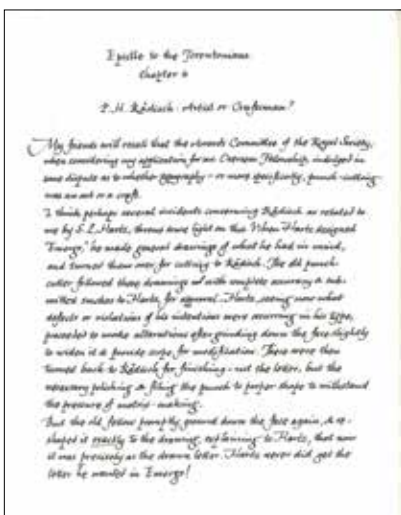 Epistle to the Torontonians
Chapter 6
P. H. Rädisch: Artist or Craftsman?
My friends will recall that the Awards Committee of the Royal Society,
when considering my application for an Overseas Fellowship, indulged in
some dispute as to whether – or more specifically, punch-cutting
was an art or a craft.
I think perhaps several incidents concerning Rädisch as related to
me by S. L. Hartz, throws some light on this. When Hartz designed
"Emergo," he made general drawings of what he had in mind,
and turned them over for cutting to Rädisch. The old punch
cutter followed these drawings with complete accuracy & sub-
mitted smokes to Hartz, for approval. Hartz, seeing now what
defects or violations of his intentions were occurring in his type,
proceeded to make alterations after grinding down the face slightly
to widen it & provide scope for modification. These were then
turned back to Rädisch for finishing – not the letter, but the
necessary polishing & filing the punch to proper shape to withstand
the pressure of matrix-making.
But the old fellow promptly ground down the face again, & re-
shaped it exactly to the drawing, explaining to Hartz, that now
it was precisely as the drawn letter. Hartz never did get the
letter he wanted in Emergo!